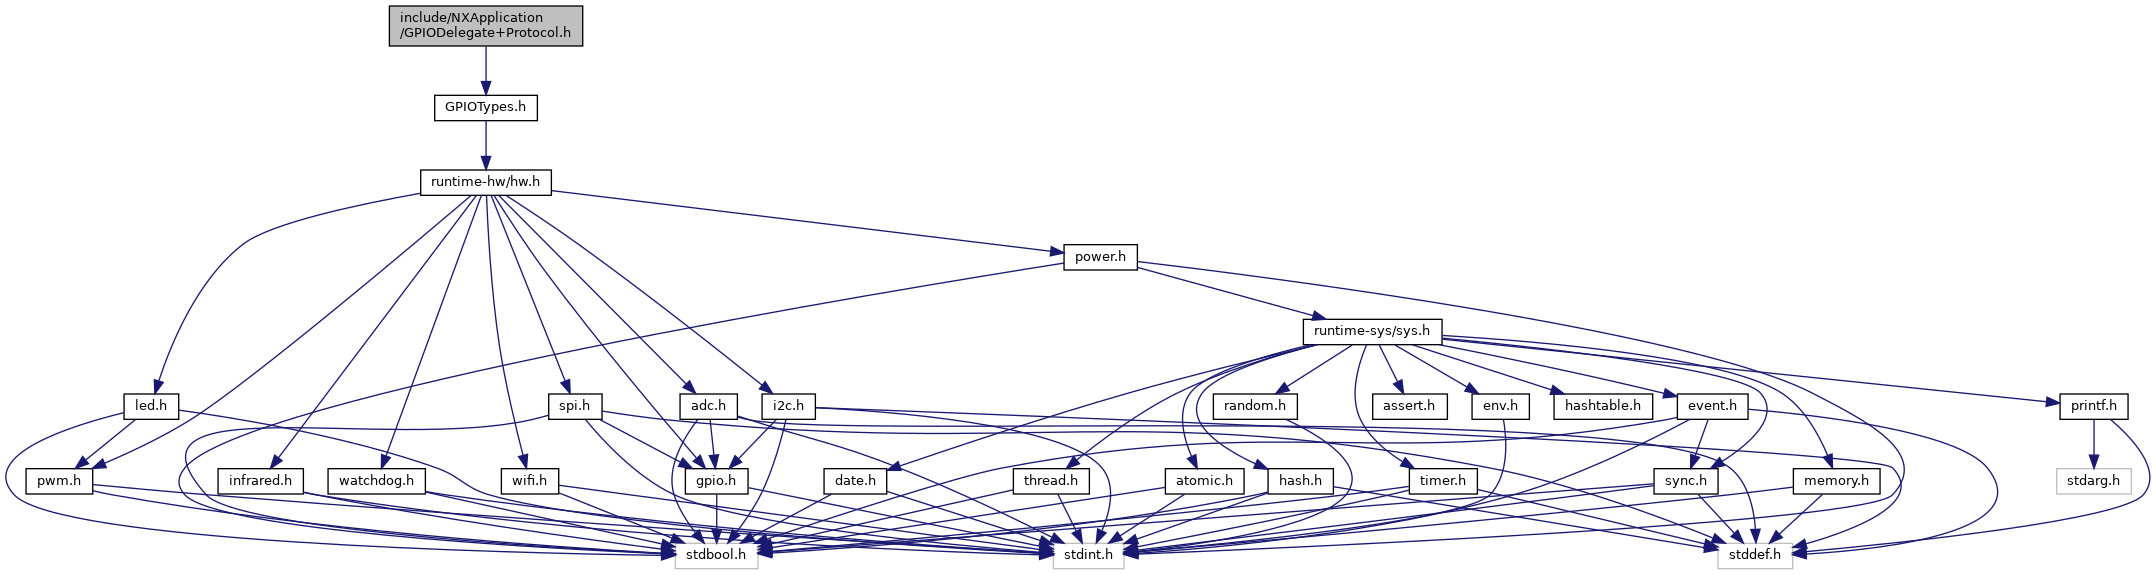 include/NXApplication
/GPIODelegate+Protocol.h
GPIOTypes.h
runtime-hw/hw.h
power.h
runtime-sys/sys.h
led.h
spi.h
adc.h
i2c.h
random.h
assert.h
env.h
hashtable.h
event.h
printf.h
pwm.h
infrared.h
watchdog.h
wifi.h
gpio.h
date.h
thread.h
atomic.h
hash.h
timer.h
sync.h
memory.h
stdarg.h
stdbool.h
stdint.h
stddef.h